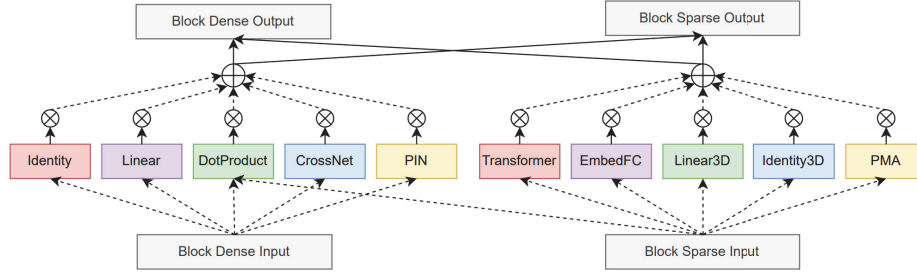 Block Dense Output
Block Sparse Output
Identity
Linear
DotProduct
CrossNet
PIN
Transformer
EmbedFC
Linear3D
Identity3D
PMA
Block Dense Input
Block Sparse Input